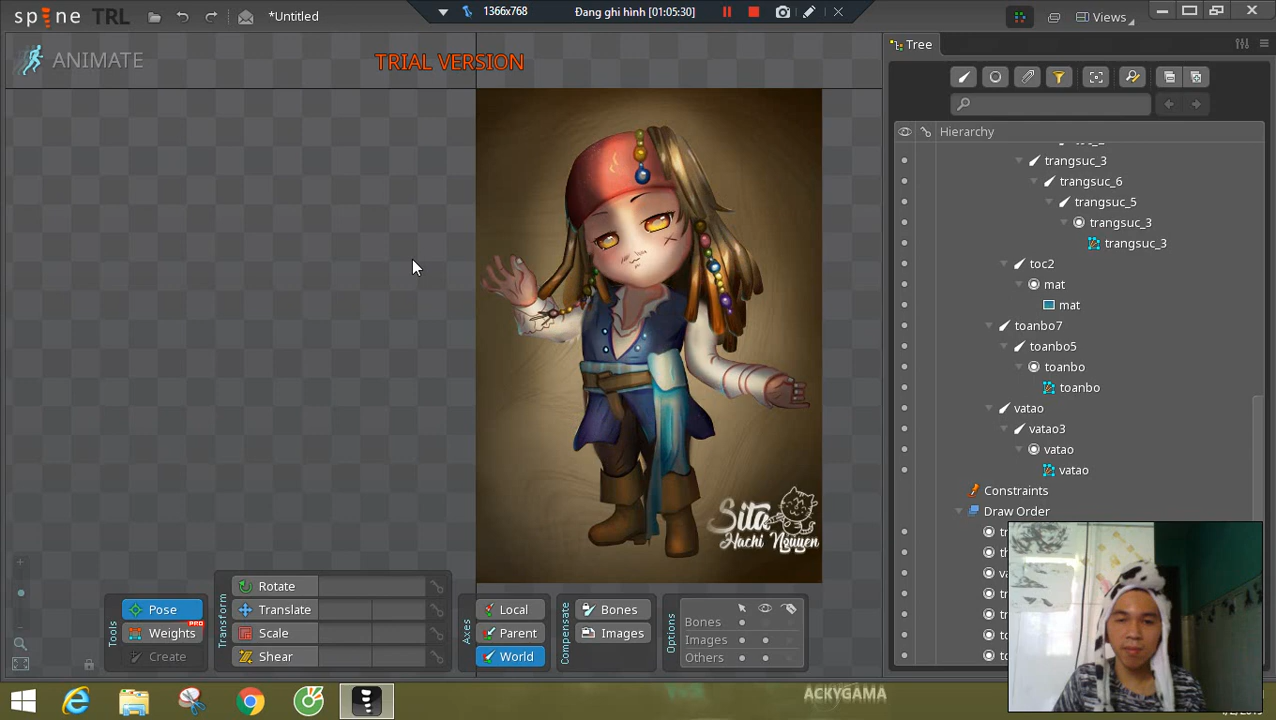 spine TRL
*Untitled
1366x768
Đang ghi hình [01:05:30]
Views
ANIMATE
TRIAL VERSION
Tree
Hierarchy
trangsuc_3
trangsuc_6
trangsuc_5
trangsuc_3
trangsuc_3
toc2
mat
mat
toanbo7
toanbo5
toanbo
toanbo
vatao
vatao3
vatao
vatao
Constraints
Draw Order
Sita
Hachi Nguyen
Tools
Pose
Weights
PRO
Create
Transform
Rotate
Translate
Scale
Shear
Axes
Local
Parent
World
Compensate
Bones
Images
Options
Bones
Images
Others
ACKYGAMA